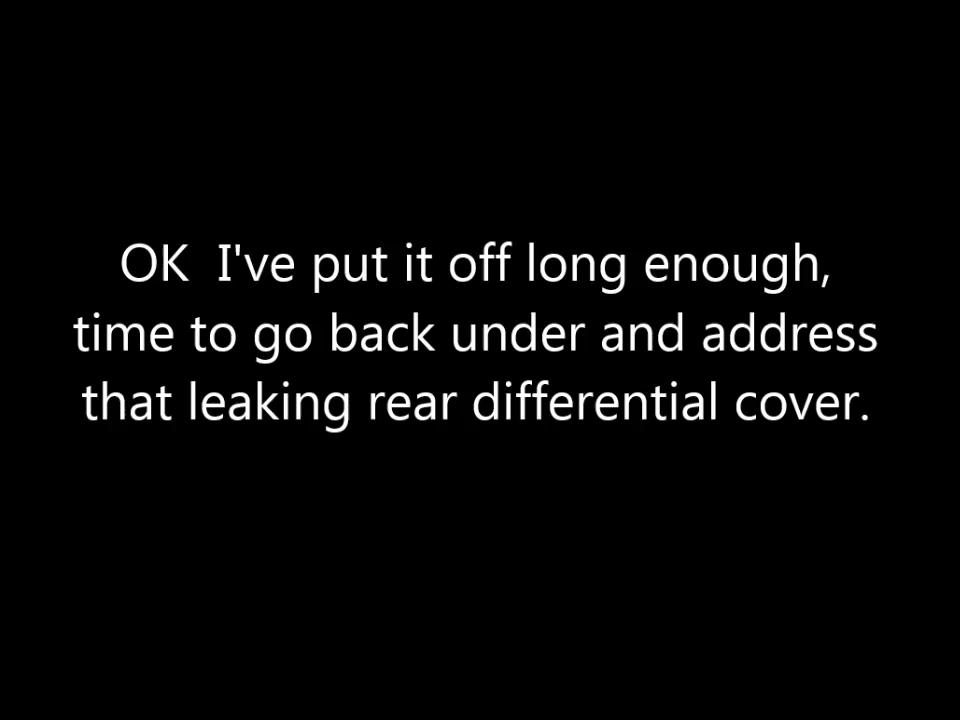 OK  I've put it off long enough,
time to go back under and address
that leaking rear differential cover.